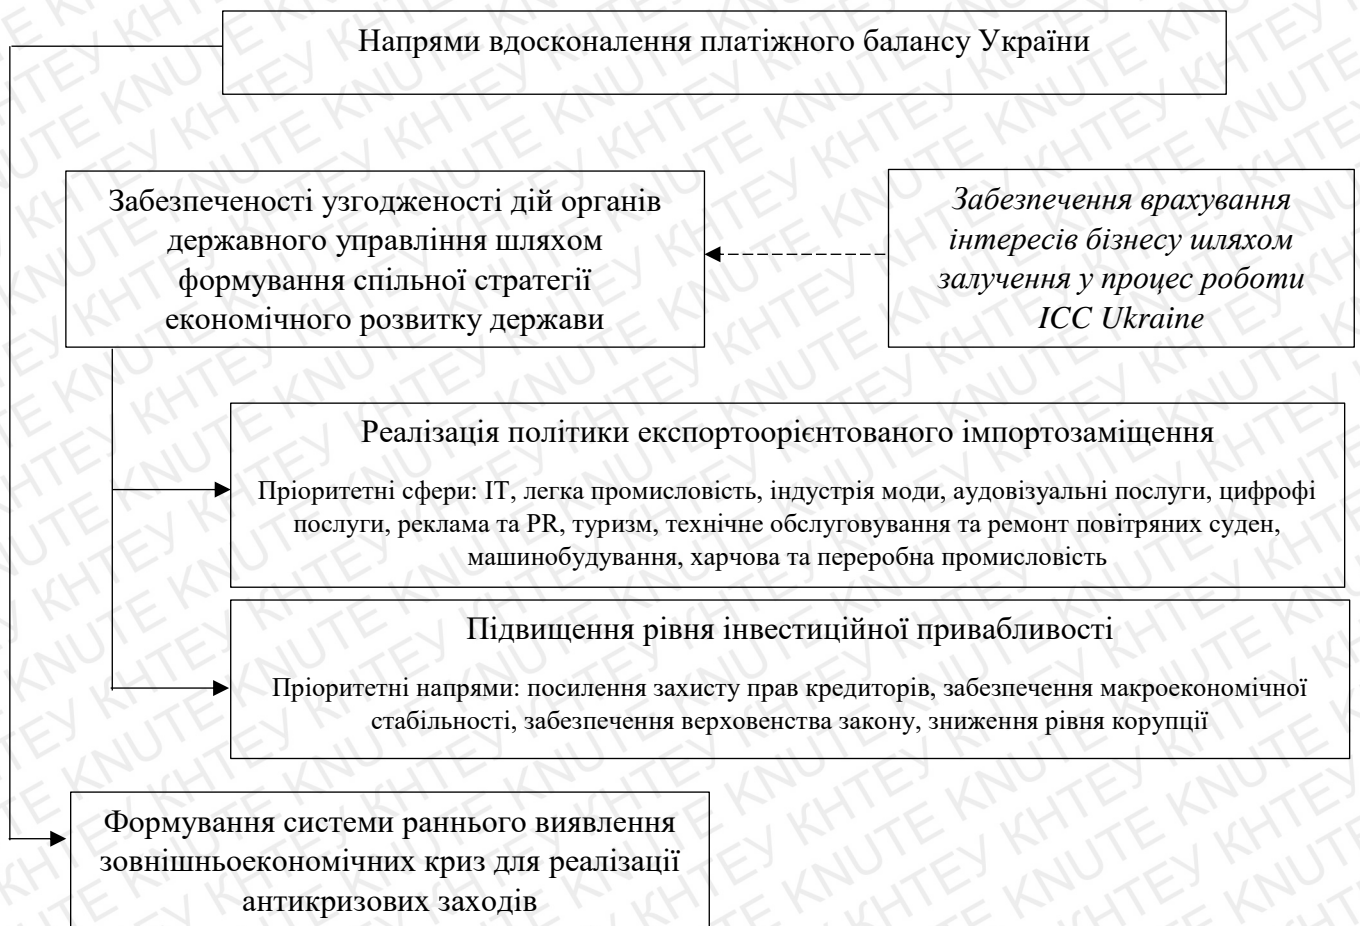 Напрями вдосконалення платіжного балансу України
Забезпеченості узгодженості дій органів
державного управління шляхом
формування спільної стратегії
економічного розвитку держави
Забезпечення врахування
інтересів бізнесу шляхом
залучення у процес роботи
ICC Ukraine
Реалізація політики експортоорієнтованого імпортозаміщення
Пріоритетні сфери: ІТ, легка промисловість, індустрія моди, аудовізуальні послуги, цифрофі
послуги, реклама та PR, туризм, технічне обслуговування та ремонт повітряних суден,
машинобудування, харчова та переробна промисловість
Підвищення рівня інвестиційної привабливості
Пріоритетні напрями: посилення захисту прав кредиторів, забезпечення макроекономічної
стабільності, забезпечення верховенства закону, зниження рівня корупції
Формування системи раннього виявлення
зовнішньоекономічних криз для реалізації
антикризових заходів